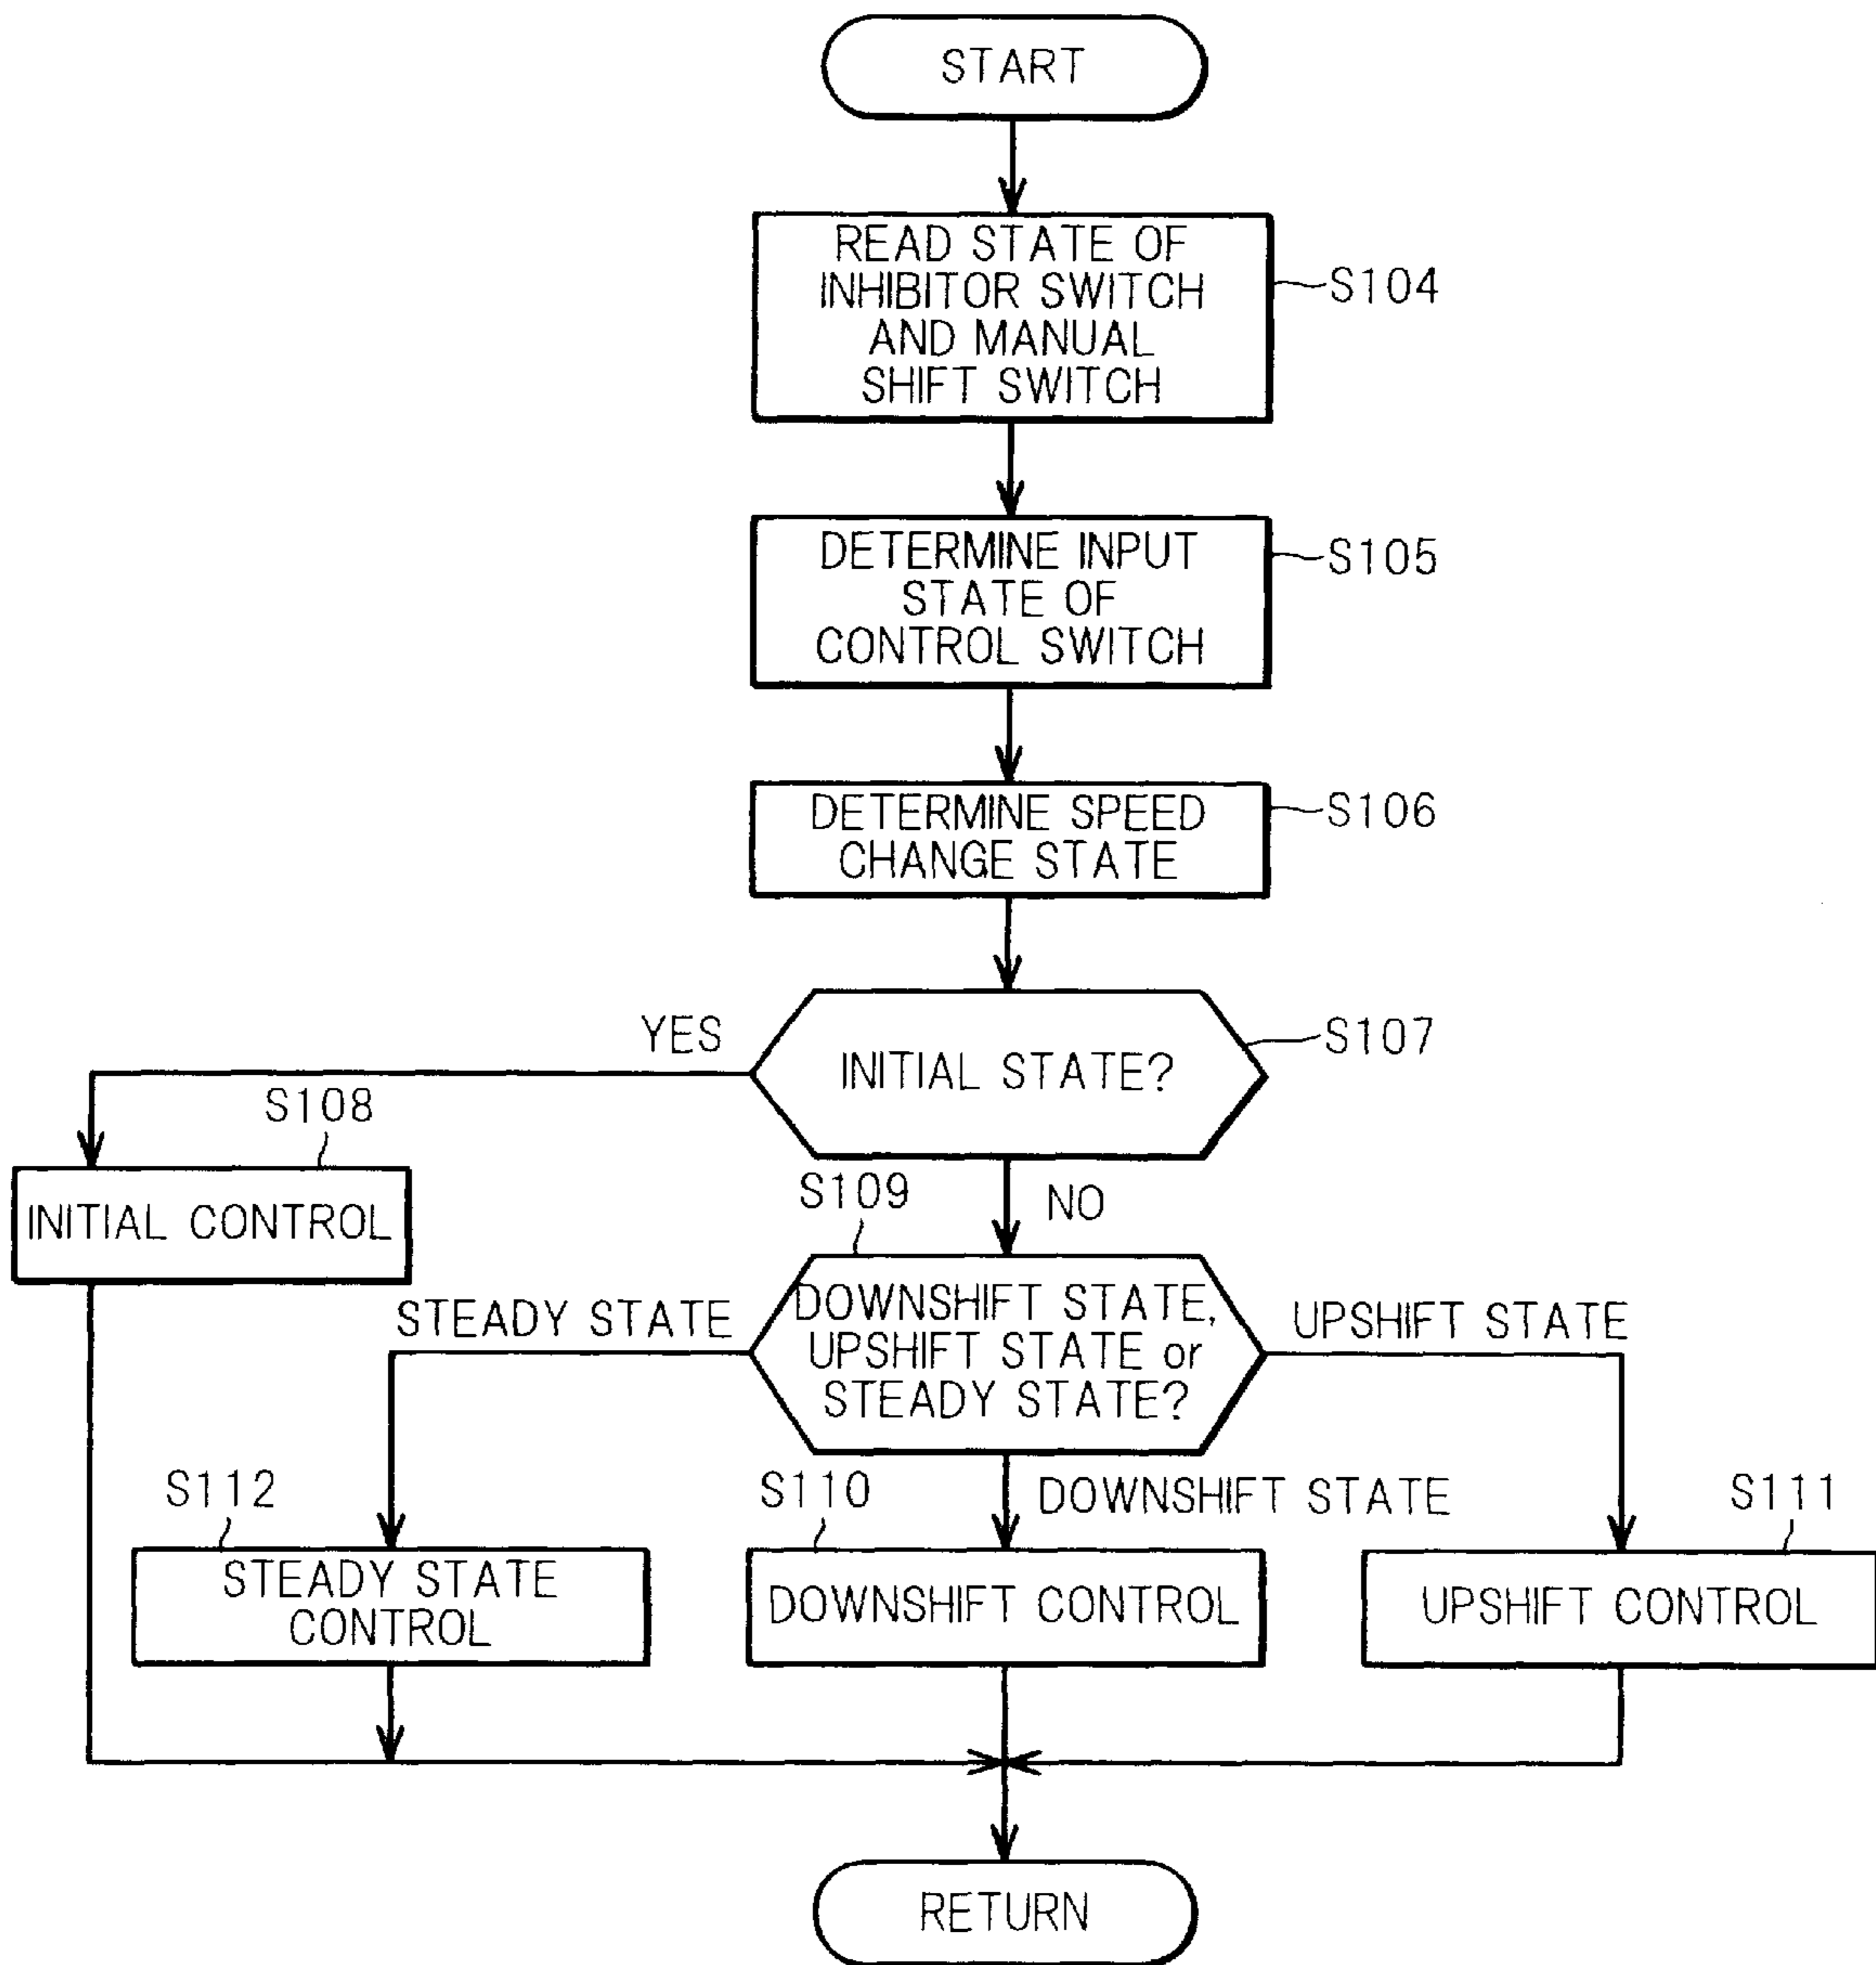 START
READ STATE OF
INHIBITOR SWITCH
AND MANUAL
SHIFT SWITCH
S104
DETERMINE INPUT
STATE OF
CONTROL SWITCH
S105
DETERMINE SPEED
CHANGE STATE
S106
YES
INITIAL STATE?
S107
S108
INITIAL CONTROL
S109
NO
STEADY STATE
DOWNSHIFT STATE,
UPSHIFT STATE or
STEADY STATE?
UPSHIFT STATE
S112
STEADY STATE
CONTROL
S110
DOWNSHIFT STATE
DOWNSHIFT CONTROL
S111
UPSHIFT CONTROL
RETURN